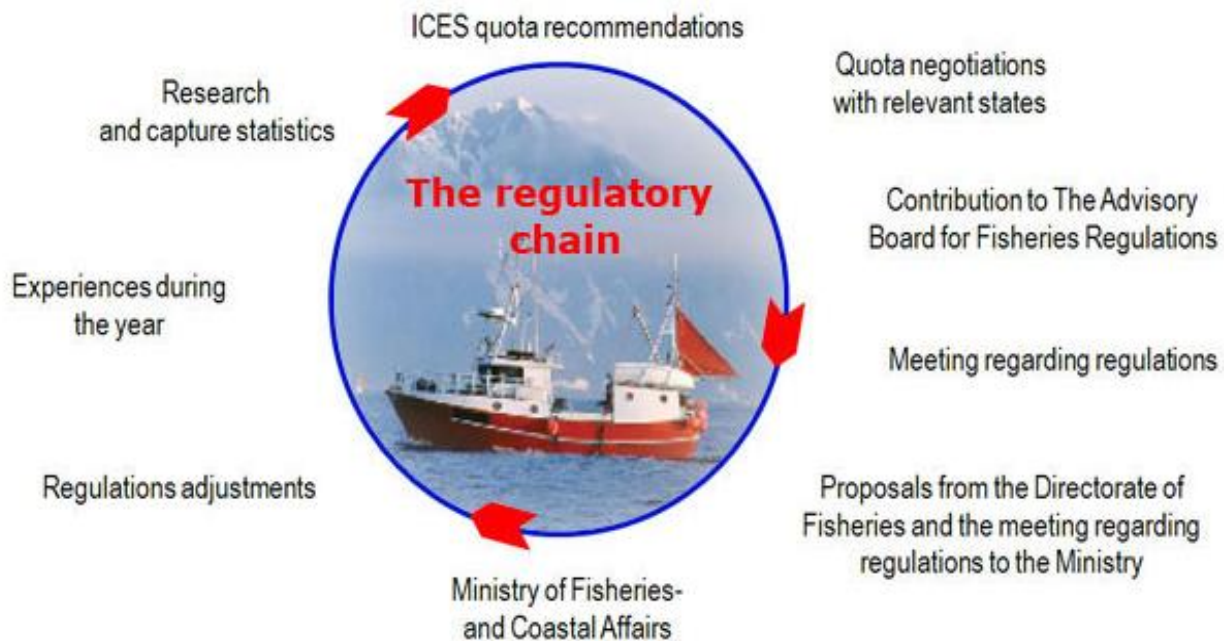 ICES quota recommendations
Quota negotiations
with relevant states
Contribution to The Advisory
Board for Fisheries Regulations
Meeting regarding regulations
Proposals from the Directorate of
Fisheries and the meeting regarding
regulations to the Ministry
Ministry of Fisheries-
and Coastal Affairs
Regulations adjustments
Experiences during
the year
Research
and capture statistics
The regulatory
chain